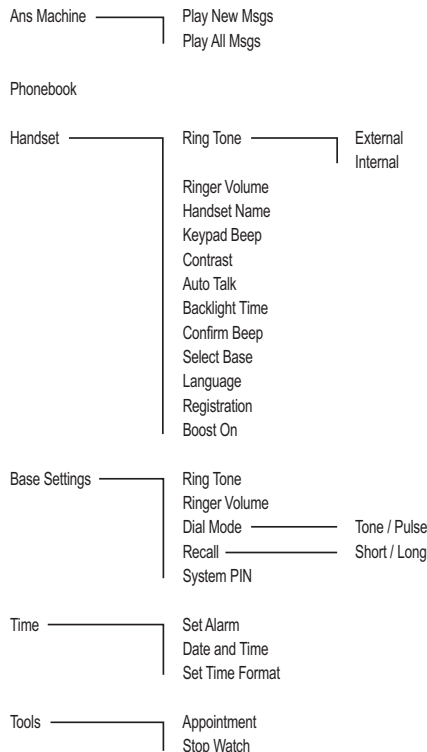 Ans Machine Play New Msgs
Play All Msgs
Phonebook
Handset Ring Tone External
Internal
Ringer Volume
Handset Name
Keypad Beep
Contrast
Auto Talk
Backlight Time
Confirm Beep
Select Base
Language
Registration
Boost On
Base Settings Ring Tone
Ringer Volume
Dial Mode Tone / Pulse
Recall Short / Long
System PIN
Time Set Alarm
Date and Time
Set Time Format
Tools Appointment
Stop Watch